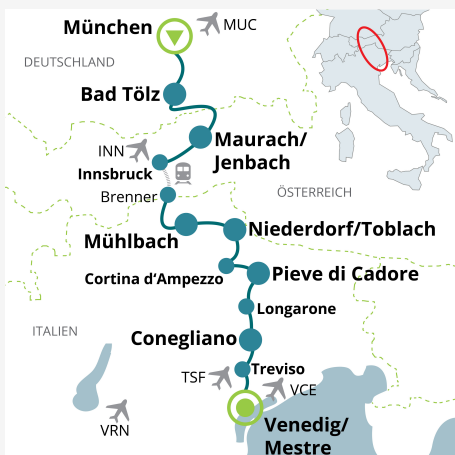 München
MUC
DEUTSCHLAND
Bad Tölz
INN
Maurach/
Jenbach
Innsbruck
Brenner
ÖSTERREICH
Mühlbach
Niederdorf/Toblach
Cortina d'Ampezzo
Pieve di Cadore
Longarone
ITALIEN
Conegliano
TSF
Treviso
VCE
VRN
Venedig/
Mestre